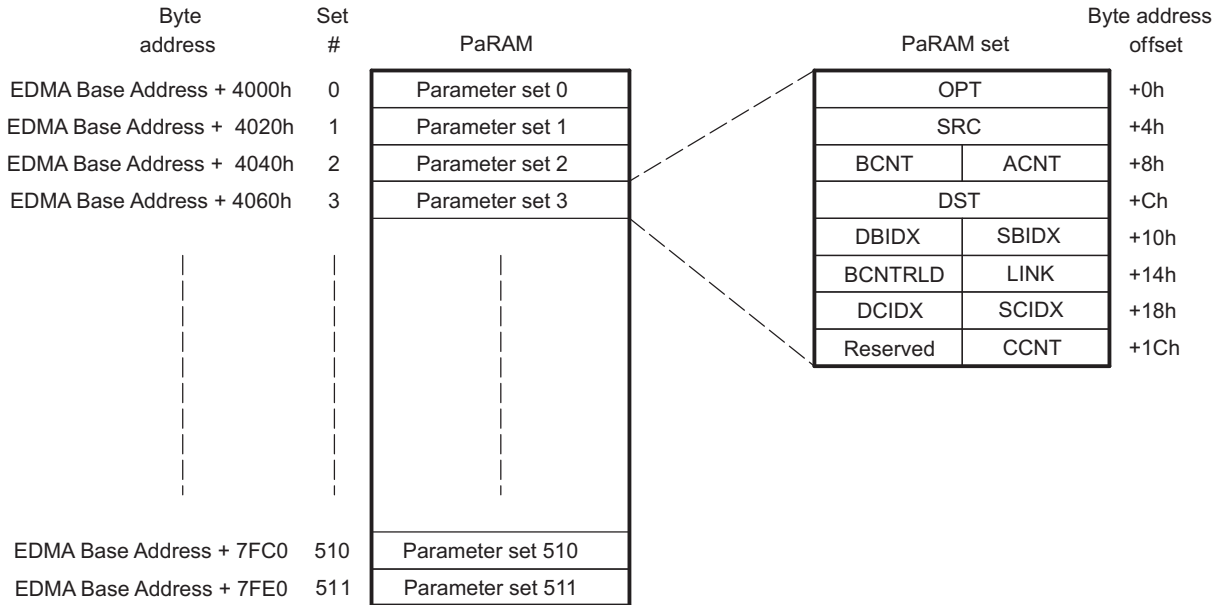 Byte address
Set #
PaRAM
PaRAM set
Byte address offset
EDMA Base Address + 4000h 0 Parameter set 0
EDMA Base Address + 4020h 1 Parameter set 1
EDMA Base Address + 4040h 2 Parameter set 2
EDMA Base Address + 4060h 3 Parameter set 3
EDMA Base Address + 7FC0 510 Parameter set 510
EDMA Base Address + 7FE0 511 Parameter set 511
OPT +0h
SRC +4h
BCNT ACNT +8h
DST +Ch
DBIDX SBIDX +10h
BCNTRLD LINK +14h
DCIDX SCIDX +18h
Reserved CCNT +1Ch